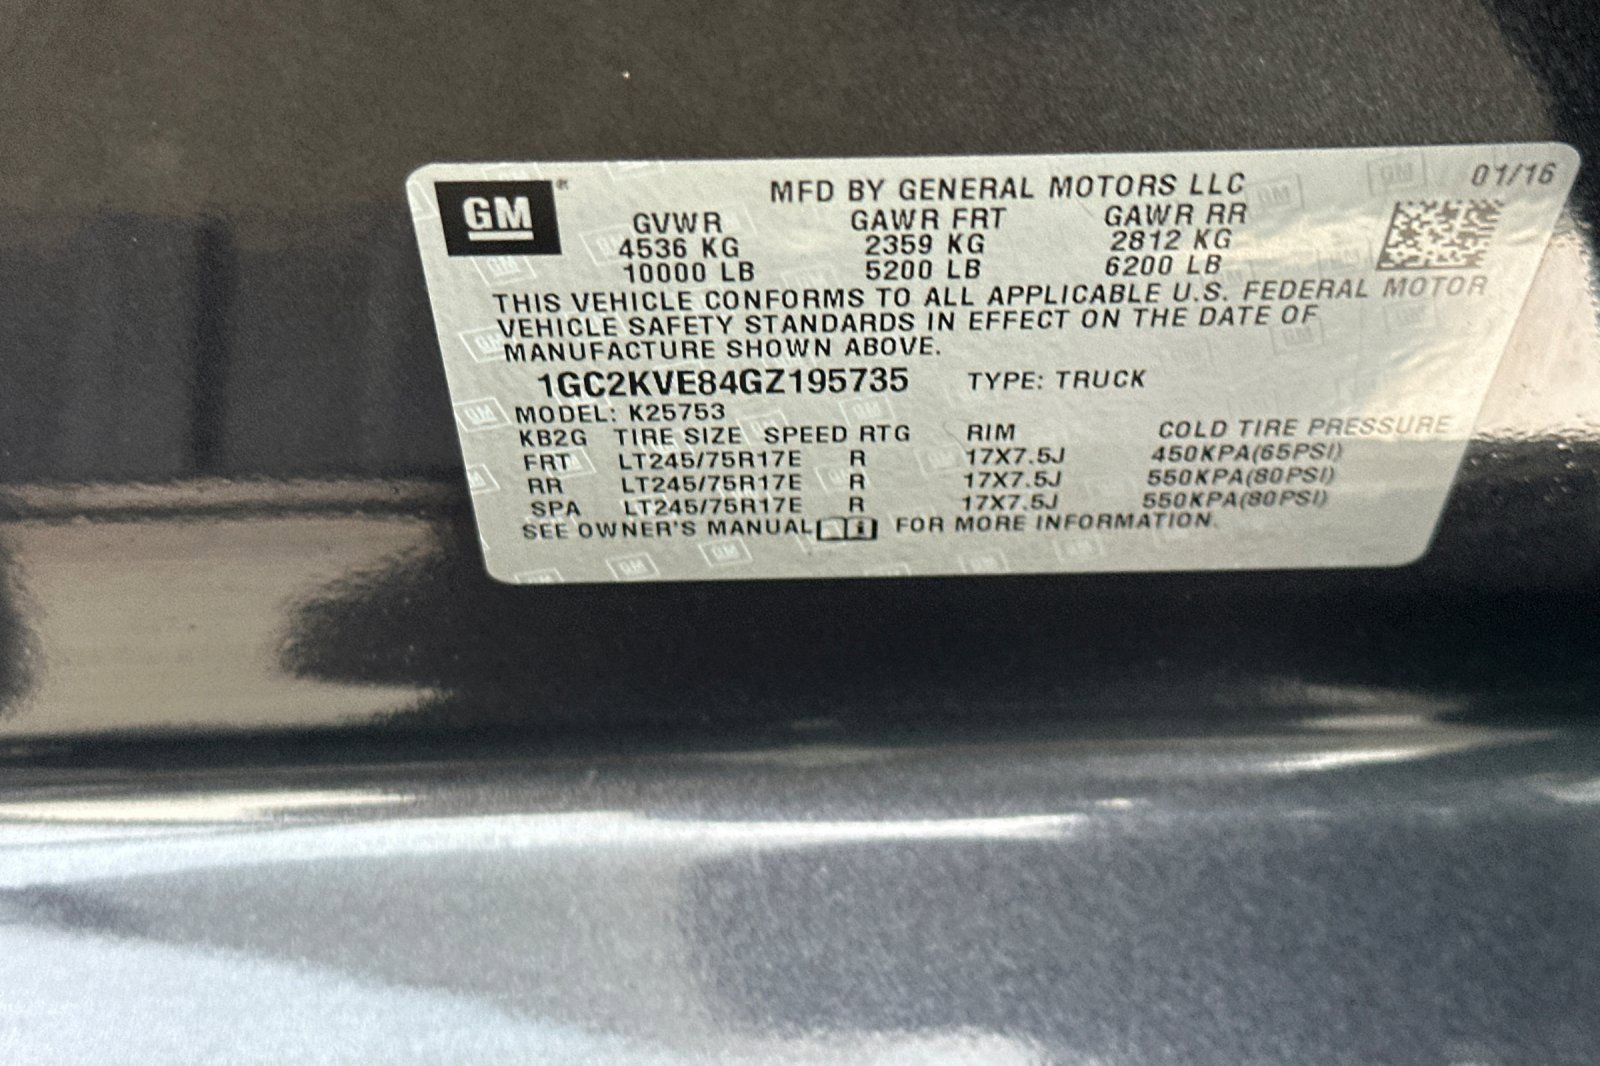 GM
MFD BY GENERAL MOTORS LLC 01/16
GVWR GAWR FRT GAWR RR
4536 KG 2359 KG 2812 KG
10000 LB 5200 LB 6200 LB
THIS VEHICLE CONFORMS TO ALL APPLICABLE U.S. FEDERAL MOTOR
VEHICLE SAFETY STANDARDS IN EFFECT ON THE DATE OF
MANUFACTURE SHOWN ABOVE.
1GC2KVE84GZ195735 TYPE: TRUCK
MODEL: K25753
KB2G TIRE SIZE SPEED RTG RIM COLD TIRE PRESSURE
FRT LT245/75R17E R 17X7.5J 450KPA(65PSI)
RR LT245/75R17E R 17X7.5J 550KPA(80PSI)
SPA LT245/75R17E R 17X7.5J 550KPA(80PSI)
SEE OWNER'S MANUAL FOR MORE INFORMATION.